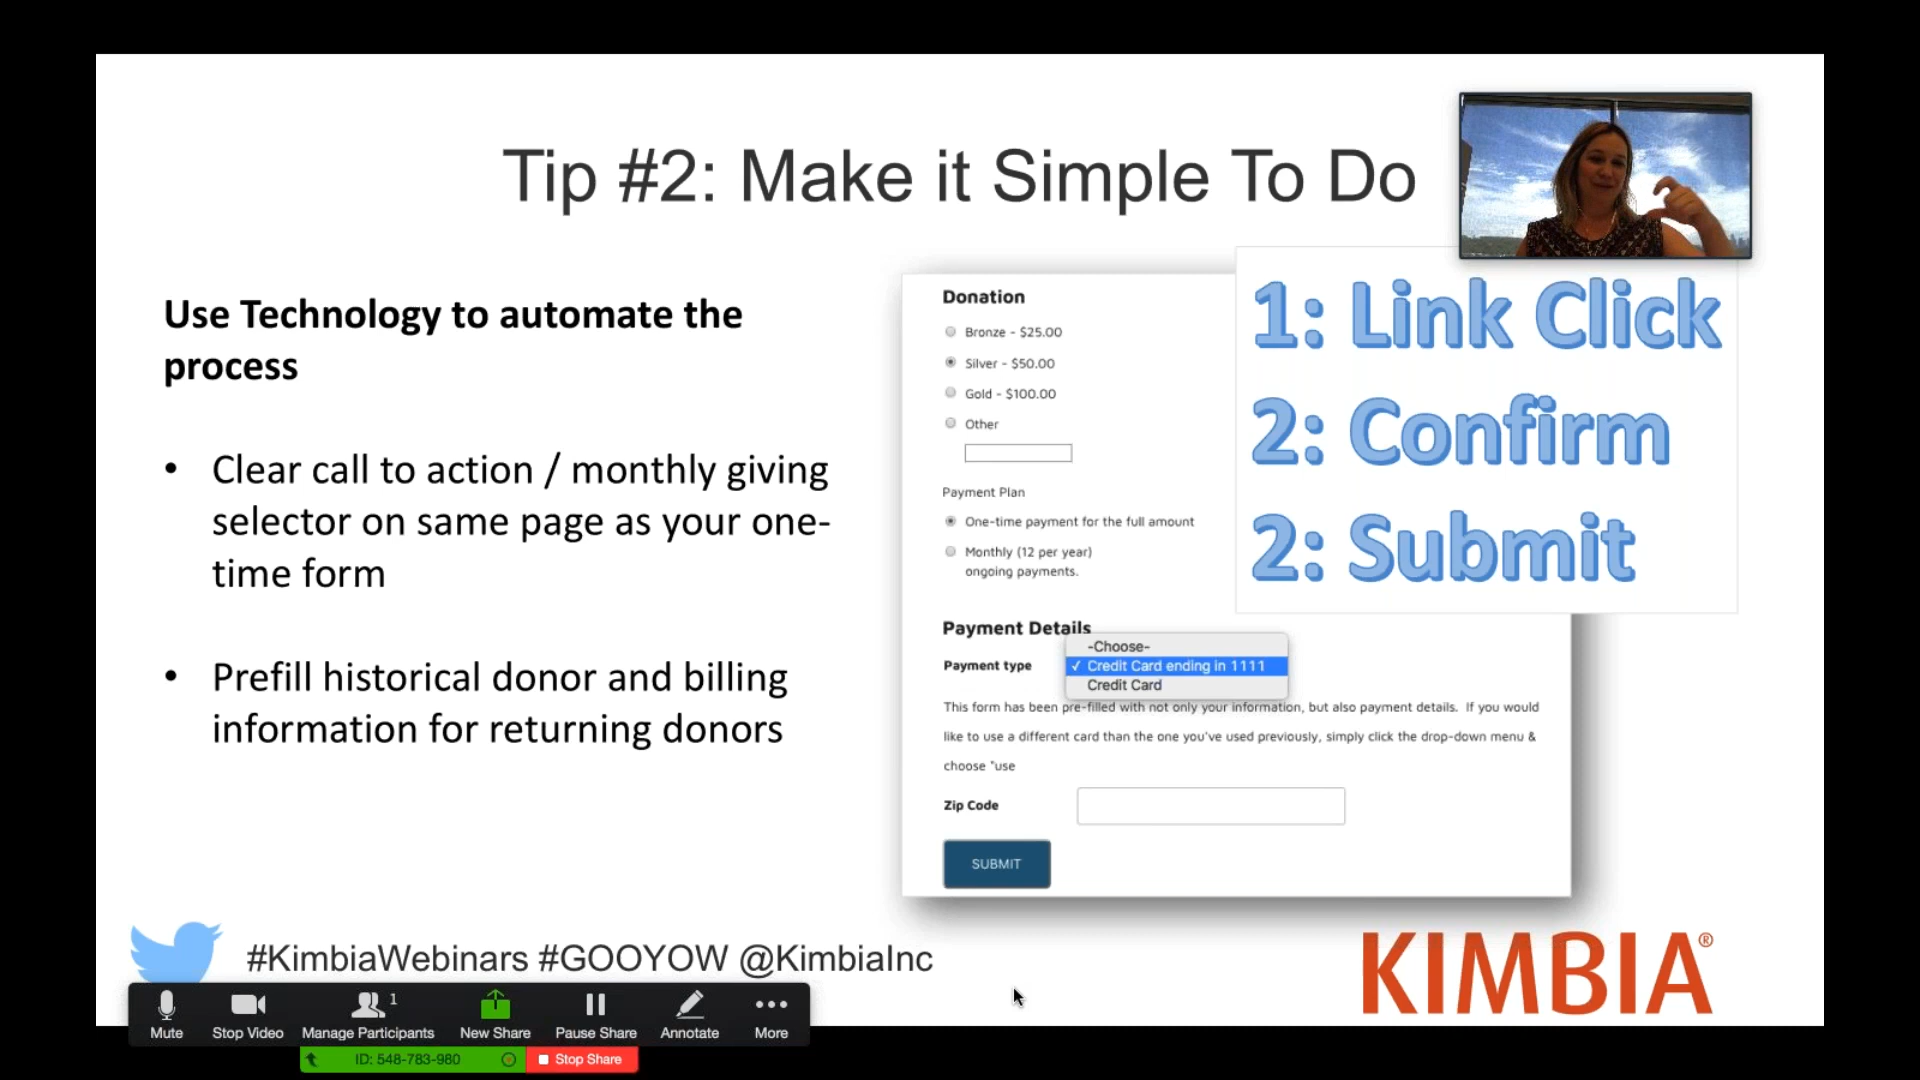 Tip #2: Make it Simple To Do
Use Technology to automate the
process
• Clear call to action / monthly giving
selector on same page as your one-
time form
• Prefill historical donor and billing
information for returning donors
Donation
Bronze - $25.00
Silver - $50.00
Gold - $100.00
Other
Payment Plan
One-time payment for the full amount
Monthly (12 per year)
ongoing payments.
1: Link Click
2: Confirm
2: Submit
Payment Details
Payment type
-Choose-
✓ Credit Card ending in 1111
Credit Card
This form has been pre-filled with not only your information, but also payment details. If you would
like to use a different card than the one you've used previously, simply click the drop-down menu &
choose "use
Zip Code
SUBMIT
#KimbiaWebinars #GOOYOW @KimbiaInc
KIMBIA®
1
Mute Stop Video Manage Participants New Share Pause Share Annotate More
ID: 548-783-980 Stop Share